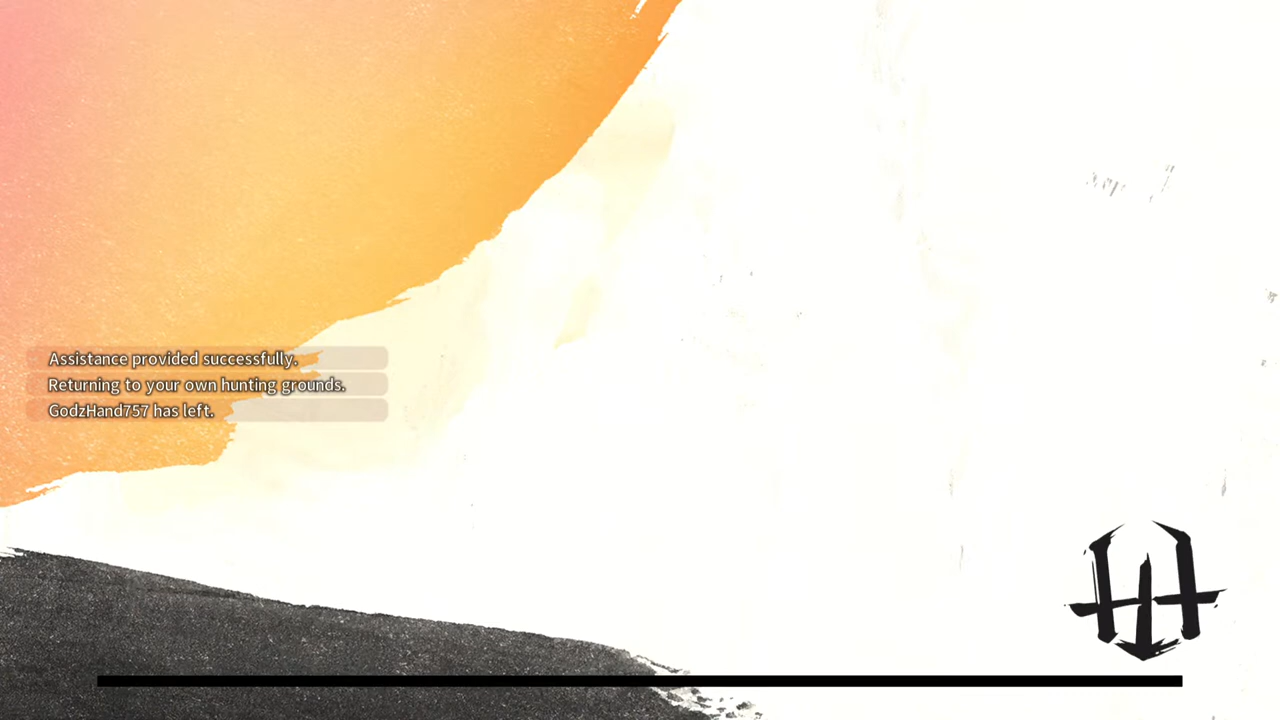 Assistance provided successfully.
Returning to your own hunting grounds.
GodzHand757 has left.